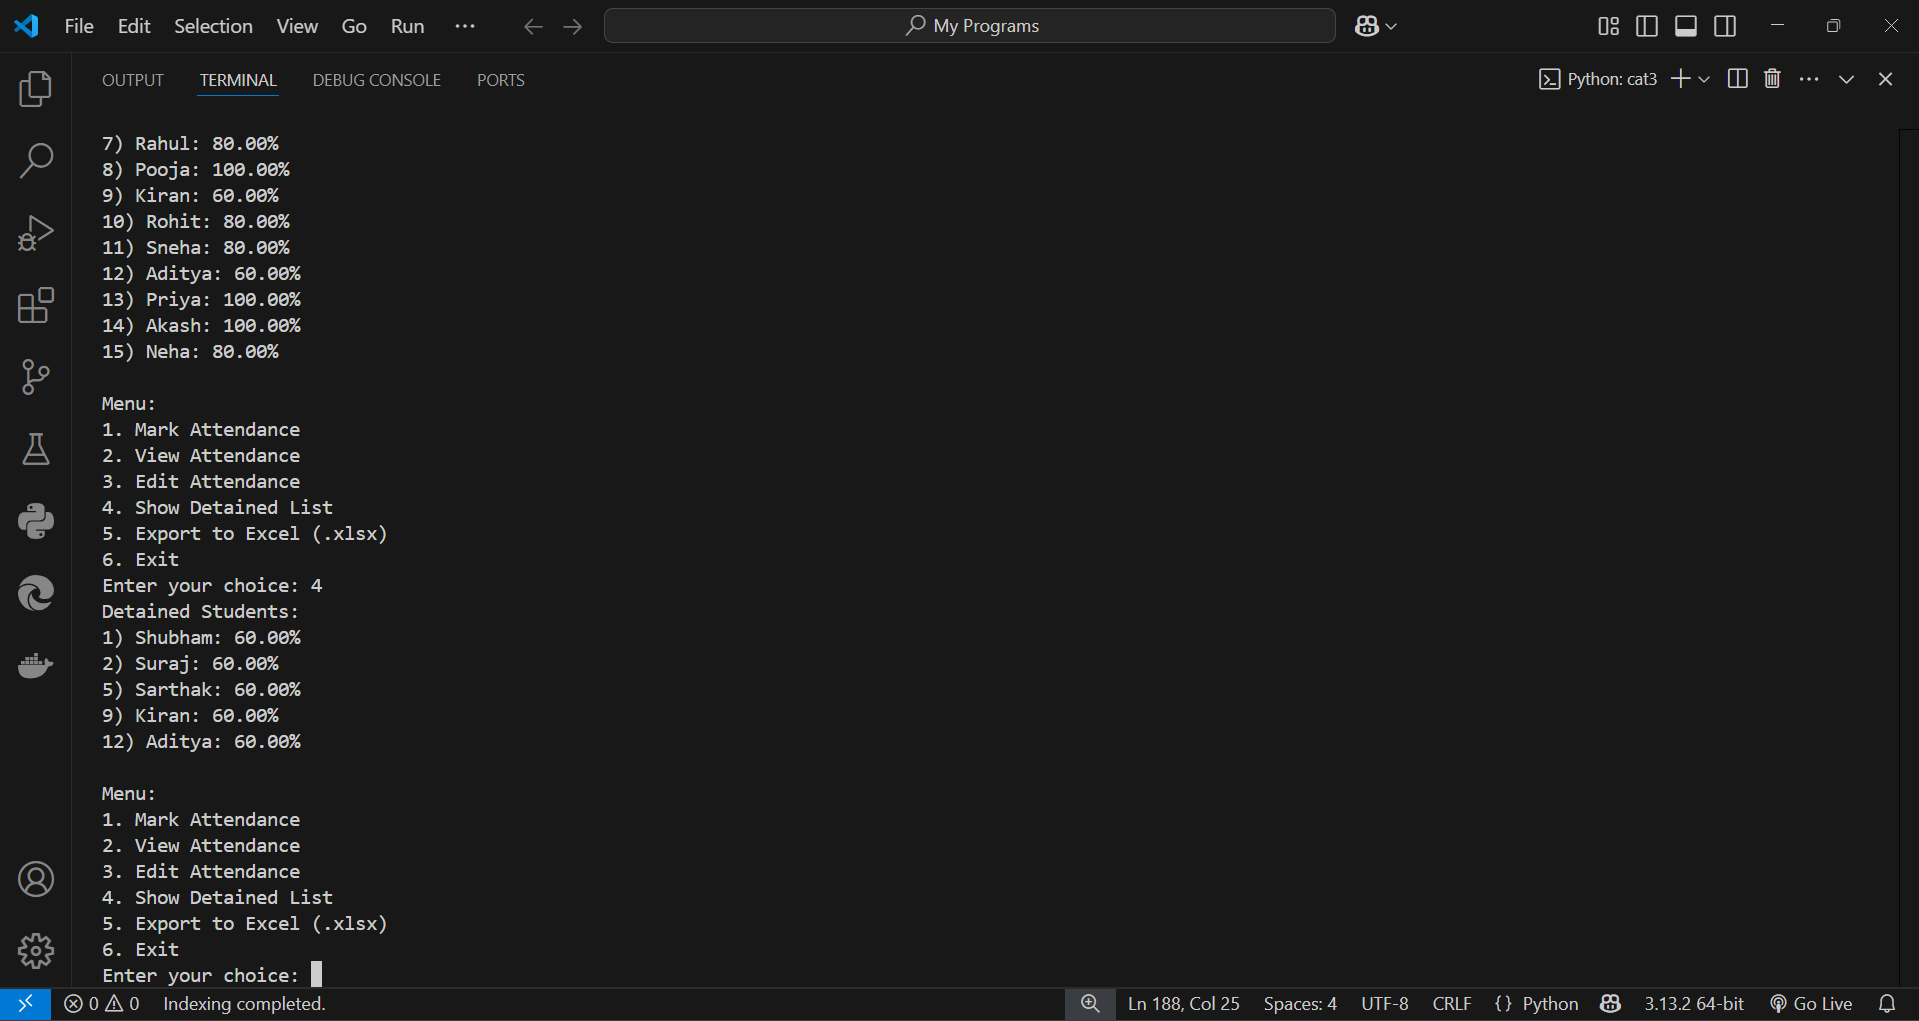 File Edit Selection View Go Run ··· My Programs
OUTPUT TERMINAL DEBUG CONSOLE PORTS Python: cat3
7) Rahul: 80.00%
8) Pooja: 100.00%
9) Kiran: 60.00%
10) Rohit: 80.00%
11) Sneha: 80.00%
12) Aditya: 60.00%
13) Priya: 100.00%
14) Akash: 100.00%
15) Neha: 80.00%
Menu:
1. Mark Attendance
2. View Attendance
3. Edit Attendance
4. Show Detained List
5. Export to Excel (.xlsx)
6. Exit
Enter your choice: 4
Detained Students:
1) Shubham: 60.00%
2) Suraj: 60.00%
5) Sarthak: 60.00%
9) Kiran: 60.00%
12) Aditya: 60.00%
Menu:
1. Mark Attendance
2. View Attendance
3. Edit Attendance
4. Show Detained List
5. Export to Excel (.xlsx)
6. Exit
Enter your choice:
0 0 Indexing completed. Ln 188, Col 25 Spaces: 4 UTF-8 CRLF {} Python 3.13.2 64-bit Go Live